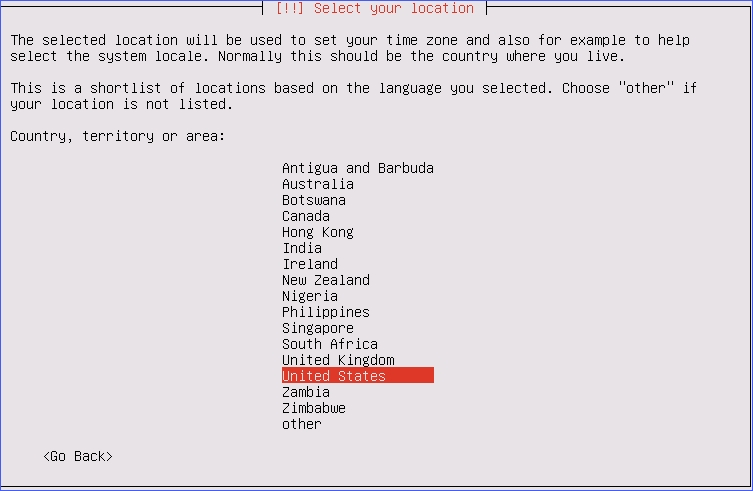 [!!] Select your location
The selected location will be used to set your time zone and also for example to help
select the system locale. Normally this should be the country where you live.
This is a shortlist of locations based on the language you selected. Choose "other" if
your location is not listed.
Country, territory or area:
Antigua and Barbuda
Australia
Botswana
Canada
Hong Kong
India
Ireland
New Zealand
Nigeria
Philippines
Singapore
South Africa
United Kingdom
United States
Zambia
Zimbabwe
other
<Go Back>